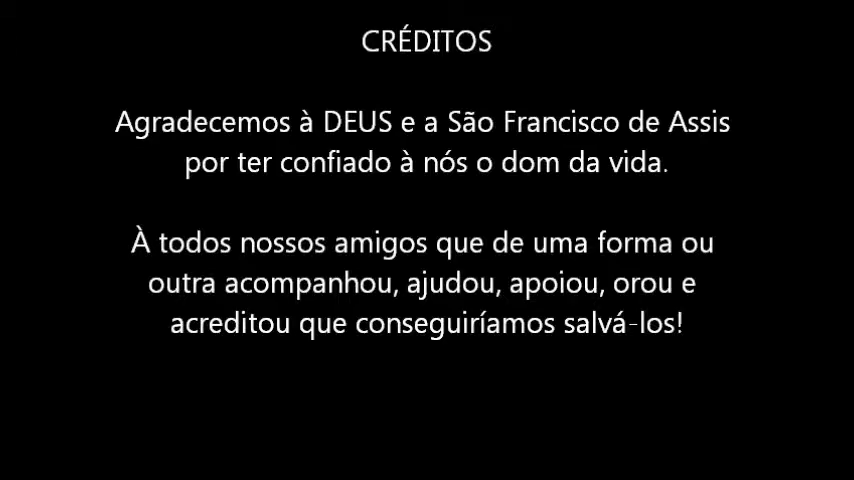 CRÉDITOS
Agradecemos à DEUS e a São Francisco de Assis
por ter confiado à nós o dom da vida.
À todos nossos amigos que de uma forma ou
outra acompanhou, ajudou, apoiou, orou e
acreditou que conseguiríamos salvá-los!